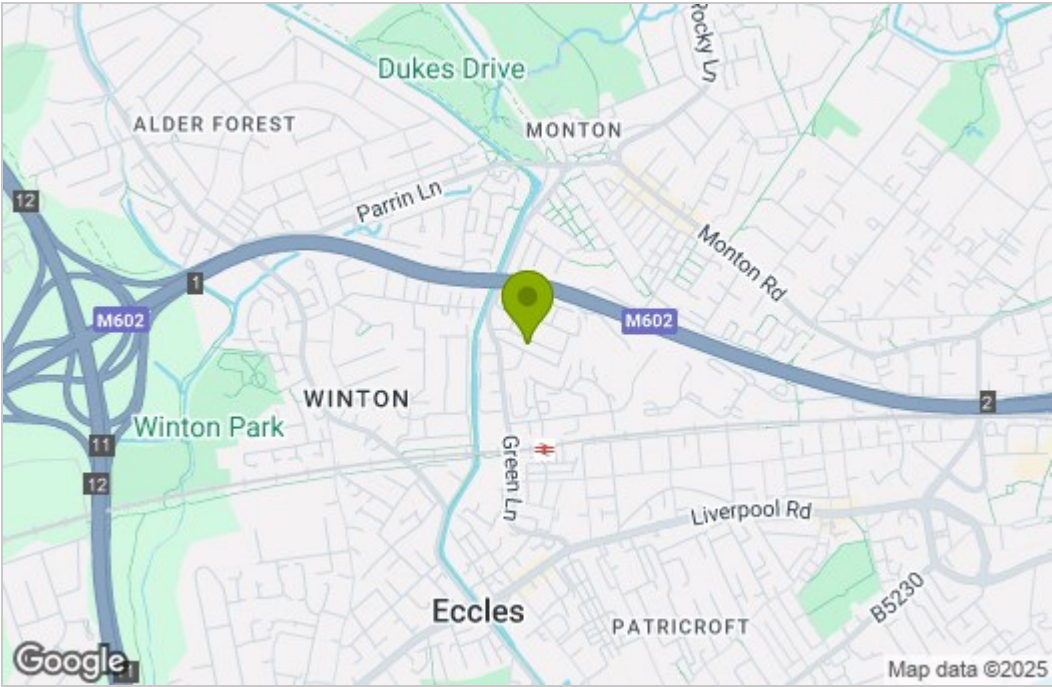 Rocky Ln
Dukes Drive
ALDER FOREST
MONTON
12
Parrin Ln
Monton Rd
1
M602
M602
WINTON
2
Winton Park
11
Green Ln
12
Liverpool Rd
B5230
Eccles
PATRICROFT
Google
Map data ©2025